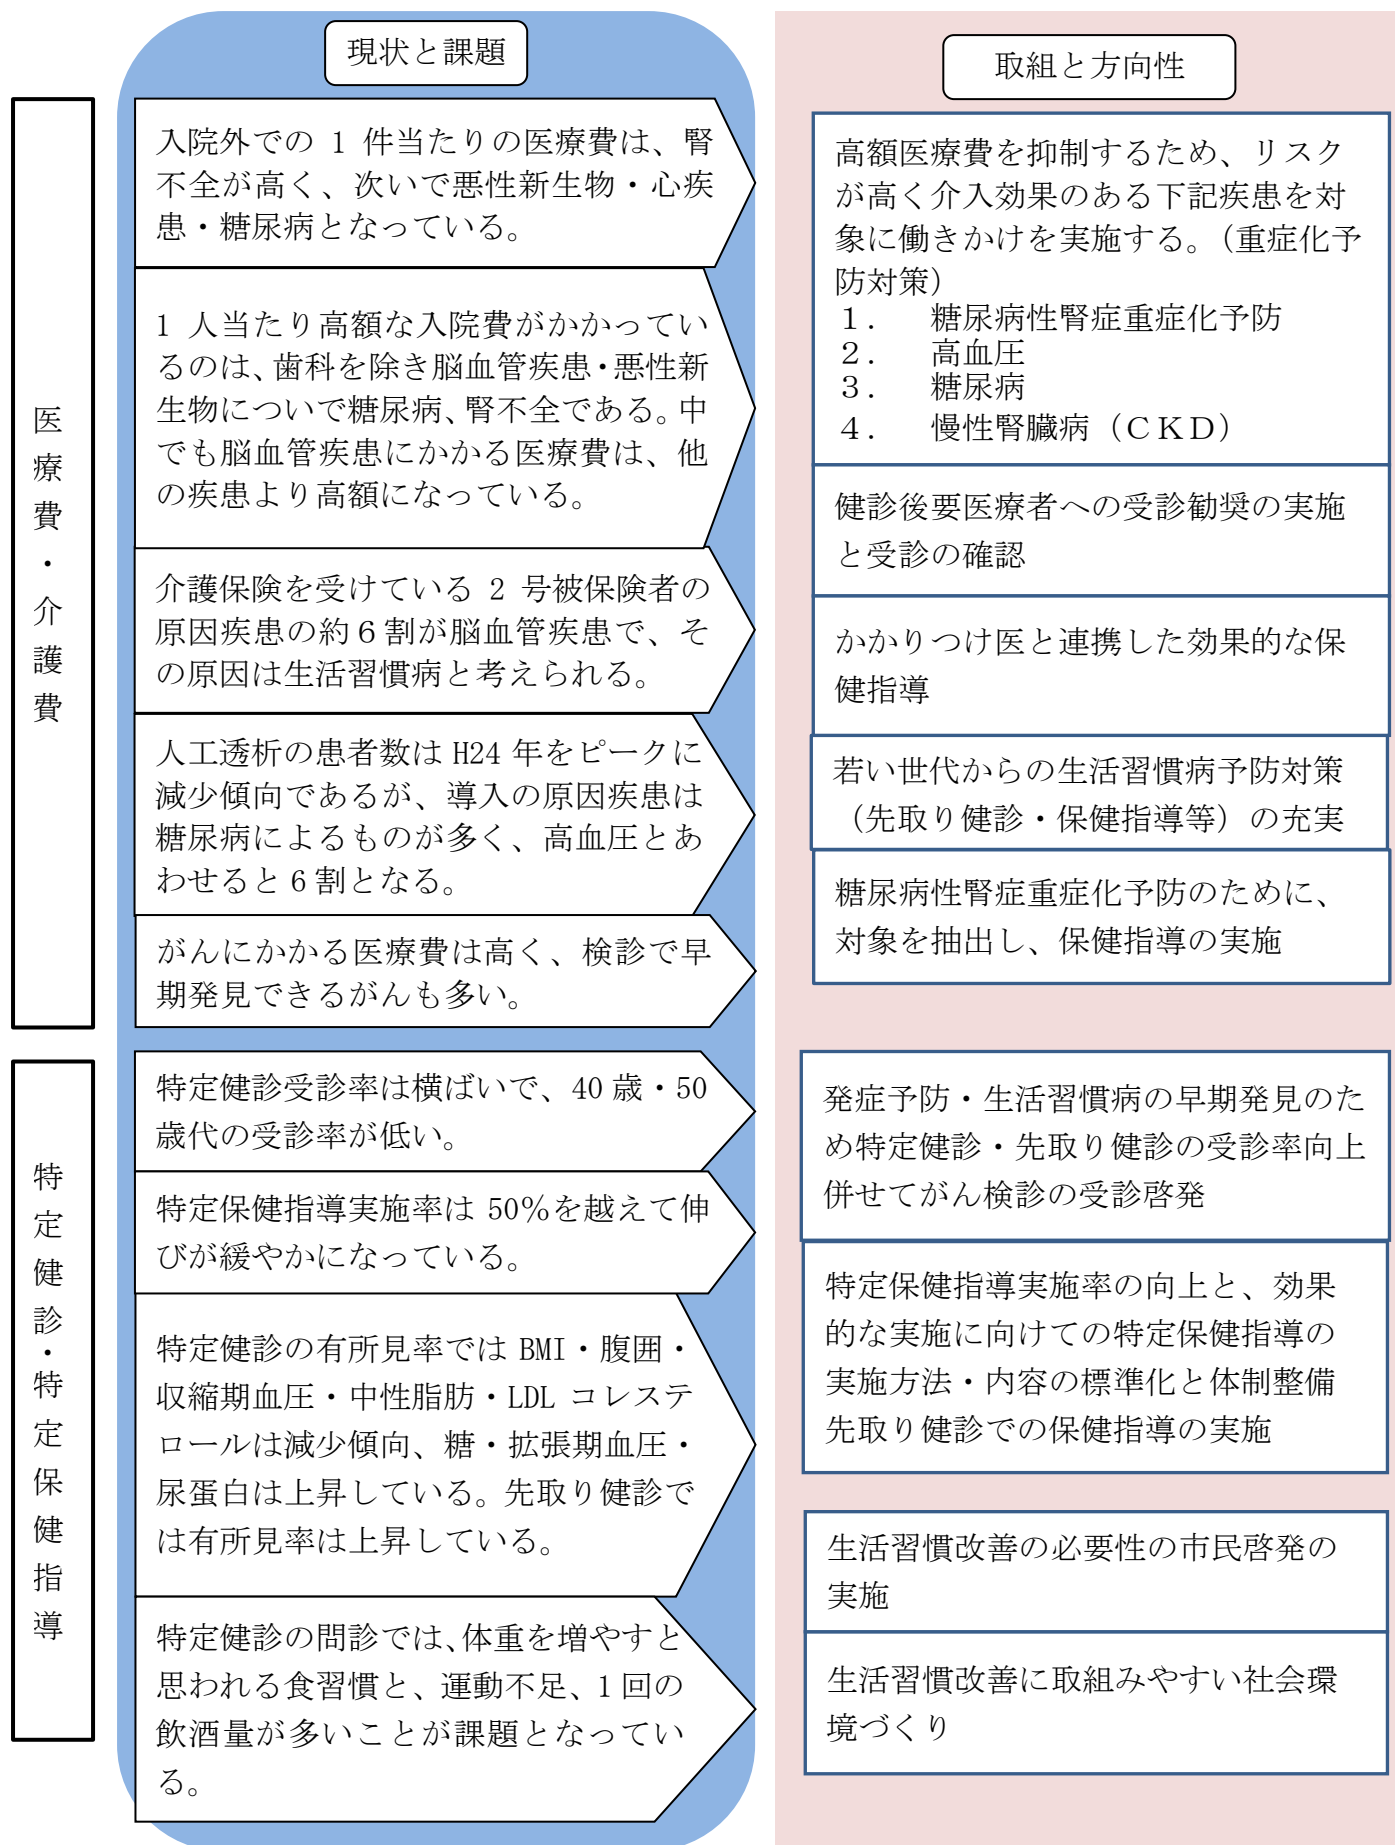 現状と課題
医療費・介護費
入院外での 1 件当たりの医療費は、腎
不全が高く、次いで悪性新生物・心疾
患・糖尿病となっている。
1 人当たり高額な入院費がかかってい
るのは、歯科を除き脳血管疾患・悪性新
生物についで糖尿病、腎不全である。中
でも脳血管疾患にかかる医療費は、他
の疾患より高額になっている。
介護保険を受けている 2 号被保険者の
原因疾患の約６割が脳血管疾患で、そ
の原因は生活習慣病と考えられる。
人工透析の患者数は H24 年をピークに
減少傾向であるが、導入の原因疾患は
糖尿病によるものが多く、高血圧とあ
わせると 6 割となる。
がんにかかる医療費は高く、検診で早
期発見できるがんも多い。
特定健診・特定保健指導
特定健診受診率は横ばいで、40 歳・50
歳代の受診率が低い。
特定保健指導実施率は 50%を越えて伸
びが緩やかになっている。
特定健診の有所見率では BMI・腹囲・
収縮期血圧・中性脂肪・LDL コレステ
ロールは減少傾向、糖・拡張期血圧・
尿蛋白は上昇している。先取り健診で
は有所見率は上昇している。
特定健診の問診では、体重を増やすと
思われる食習慣と、運動不足、1 回の
飲酒量が多いことが課題となってい
る。
取組と方向性
高額医療費を抑制するため、リスク
が高く介入効果のある下記疾患を対
象に働きかけを実施する。（重症化予
防対策）
１． 糖尿病性腎症重症化予防
２． 高血圧
３． 糖尿病
４． 慢性腎臓病（ＣＫＤ）
健診後要医療者への受診勧奨の実施
と受診の確認
かかりつけ医と連携した効果的な保
健指導
若い世代からの生活習慣病予防対策
（先取り健診・保健指導等）の充実
糖尿病性腎症重症化予防のために、
対象を抽出し、保健指導の実施
発症予防・生活習慣病の早期発見のた
め特定健診・先取り健診の受診率向上
併せてがん検診の受診啓発
特定保健指導実施率の向上と、効果
的な実施に向けての特定保健指導の
実施方法・内容の標準化と体制整備
先取り健診での保健指導の実施
生活習慣改善の必要性の市民啓発の
実施
生活習慣改善に取組みやすい社会環
境づくり